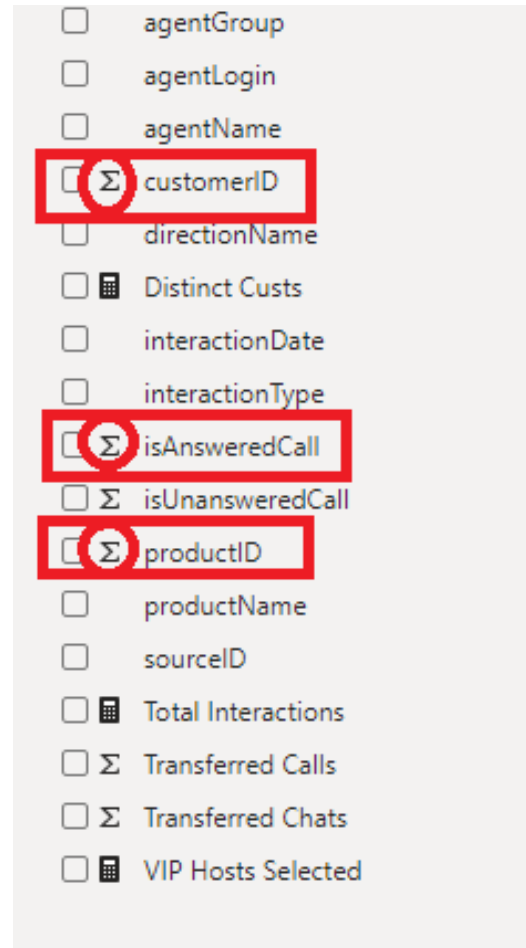 agentGroup
agentLogin
agentName
Σ customerID
directionName
Distinct Custs
interactionDate
interactionType
Σ isAnsweredCall
Σ isUnansweredCall
Σ productID
productName
sourceID
Total Interactions
Σ Transferred Calls
Σ Transferred Chats
VIP Hosts Selected